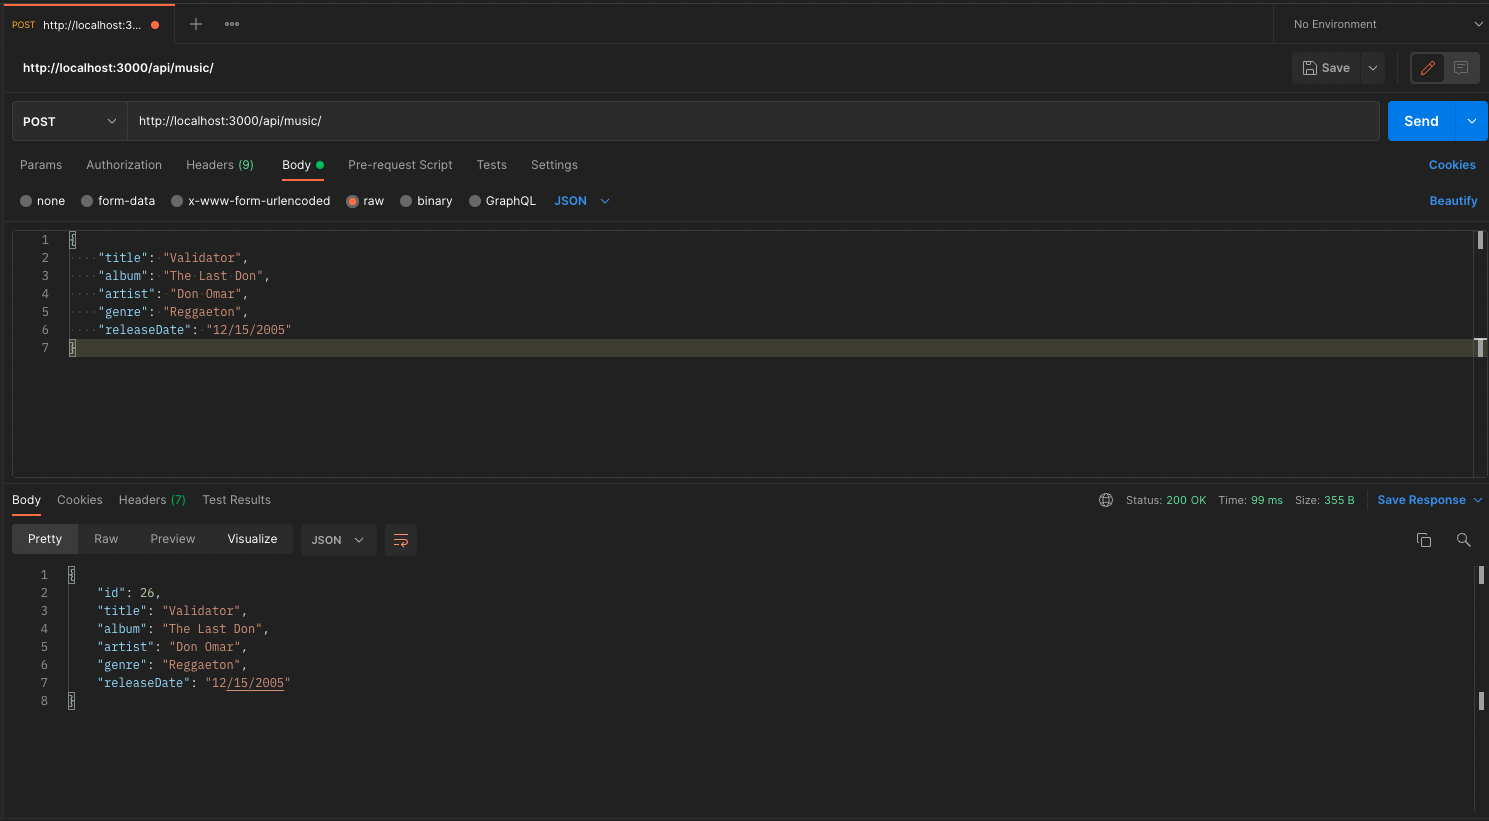 POST http://localhost:3... No Environment
http://localhost:3000/api/music/ Save
POST http://localhost:3000/api/music/ Send
Params Authorization Headers (9) Body Pre-request Script Tests Settings Cookies
none form-data x-www-form-urlencoded raw binary GraphQL JSON Beautify
1 {
2 "title": "Validator",
3 "album": "The Last Don",
4 "artist": "Don Omar",
5 "genre": "Reggaeton",
6 "releaseDate": "12/15/2005"
7 }
Body Cookies Headers (7) Test Results Status: 200 OK Time: 99 ms Size: 355 B Save Response
Pretty Raw Preview Visualize JSON
1 {
2 "id": 26,
3 "title": "Validator",
4 "album": "The Last Don",
5 "artist": "Don Omar",
6 "genre": "Reggaeton",
7 "releaseDate": "12/15/2005"
8 }